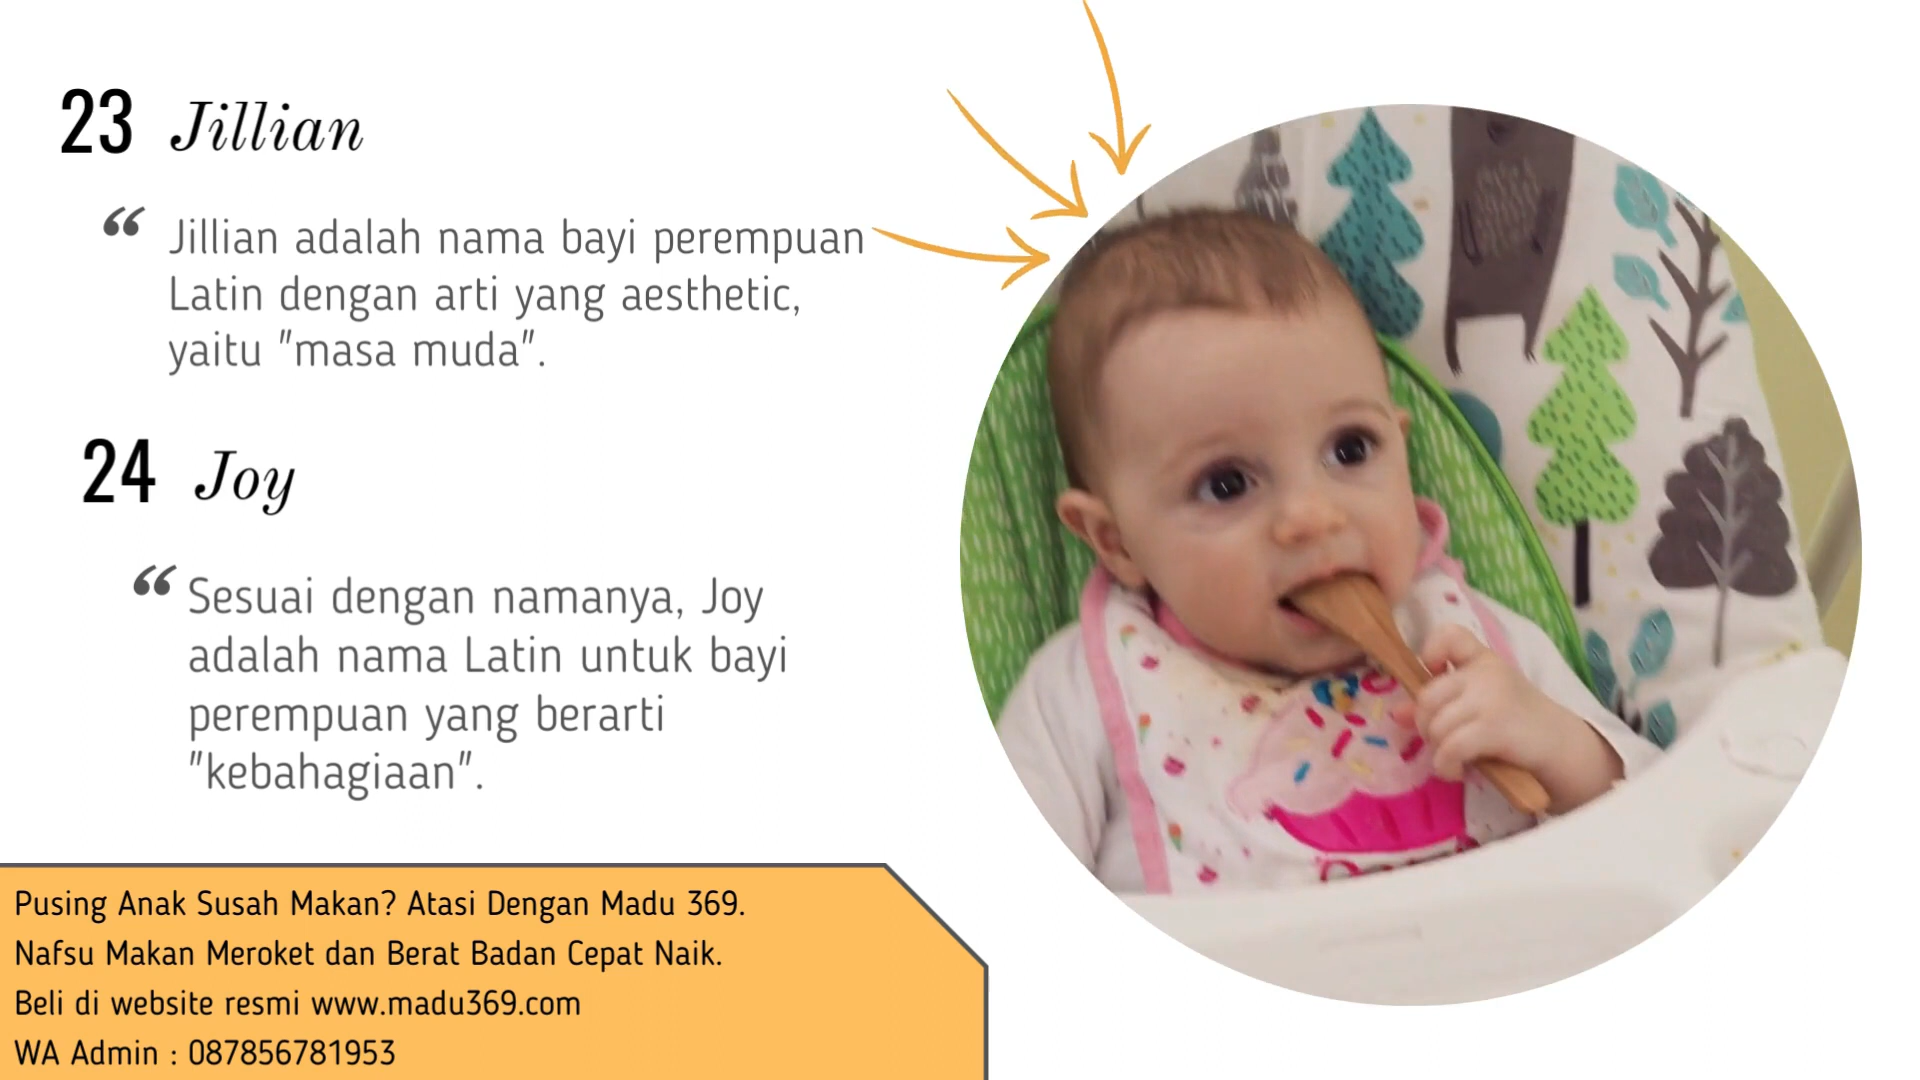 23 Jillian
“ Jillian adalah nama bayi perempuan
Latin dengan arti yang aesthetic,
yaitu "masa muda".
24 Joy
“ Sesuai dengan namanya, Joy
adalah nama Latin untuk bayi
perempuan yang berarti
"kebahagiaan".
Pusing Anak Susah Makan? Atasi Dengan Madu 369.
Nafsu Makan Meroket dan Berat Badan Cepat Naik.
Beli di website resmi www.madu369.com
WA Admin : 087856781953